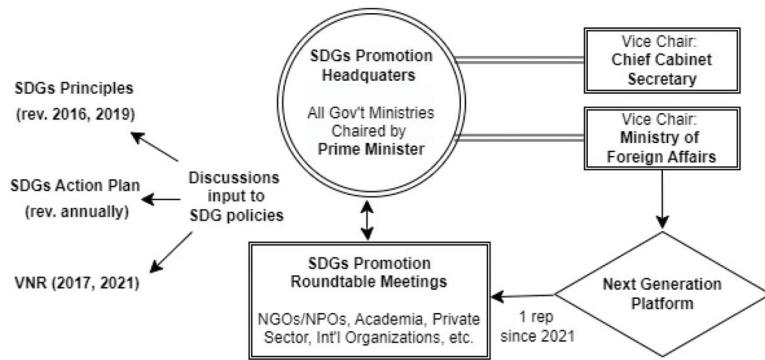 SDGs Promotion
Headquaters
All Gov't Ministries
Chaired by
Prime Minister
Vice Chair:
Chief Cabinet
Secretary
Vice Chair:
Ministry of
Foreign Affairs
SDGs Principles
(rev. 2016, 2019)
SDGs Action Plan
(rev. annually)
VNR (2017, 2021)
Discussions
input to
SDG policies
SDGs Promotion
Roundtable Meetings
NGOs/NPOs, Academia, Private
Sector, Int'l Organizations, etc.
1 rep
since 2021
Next Generation
Platform